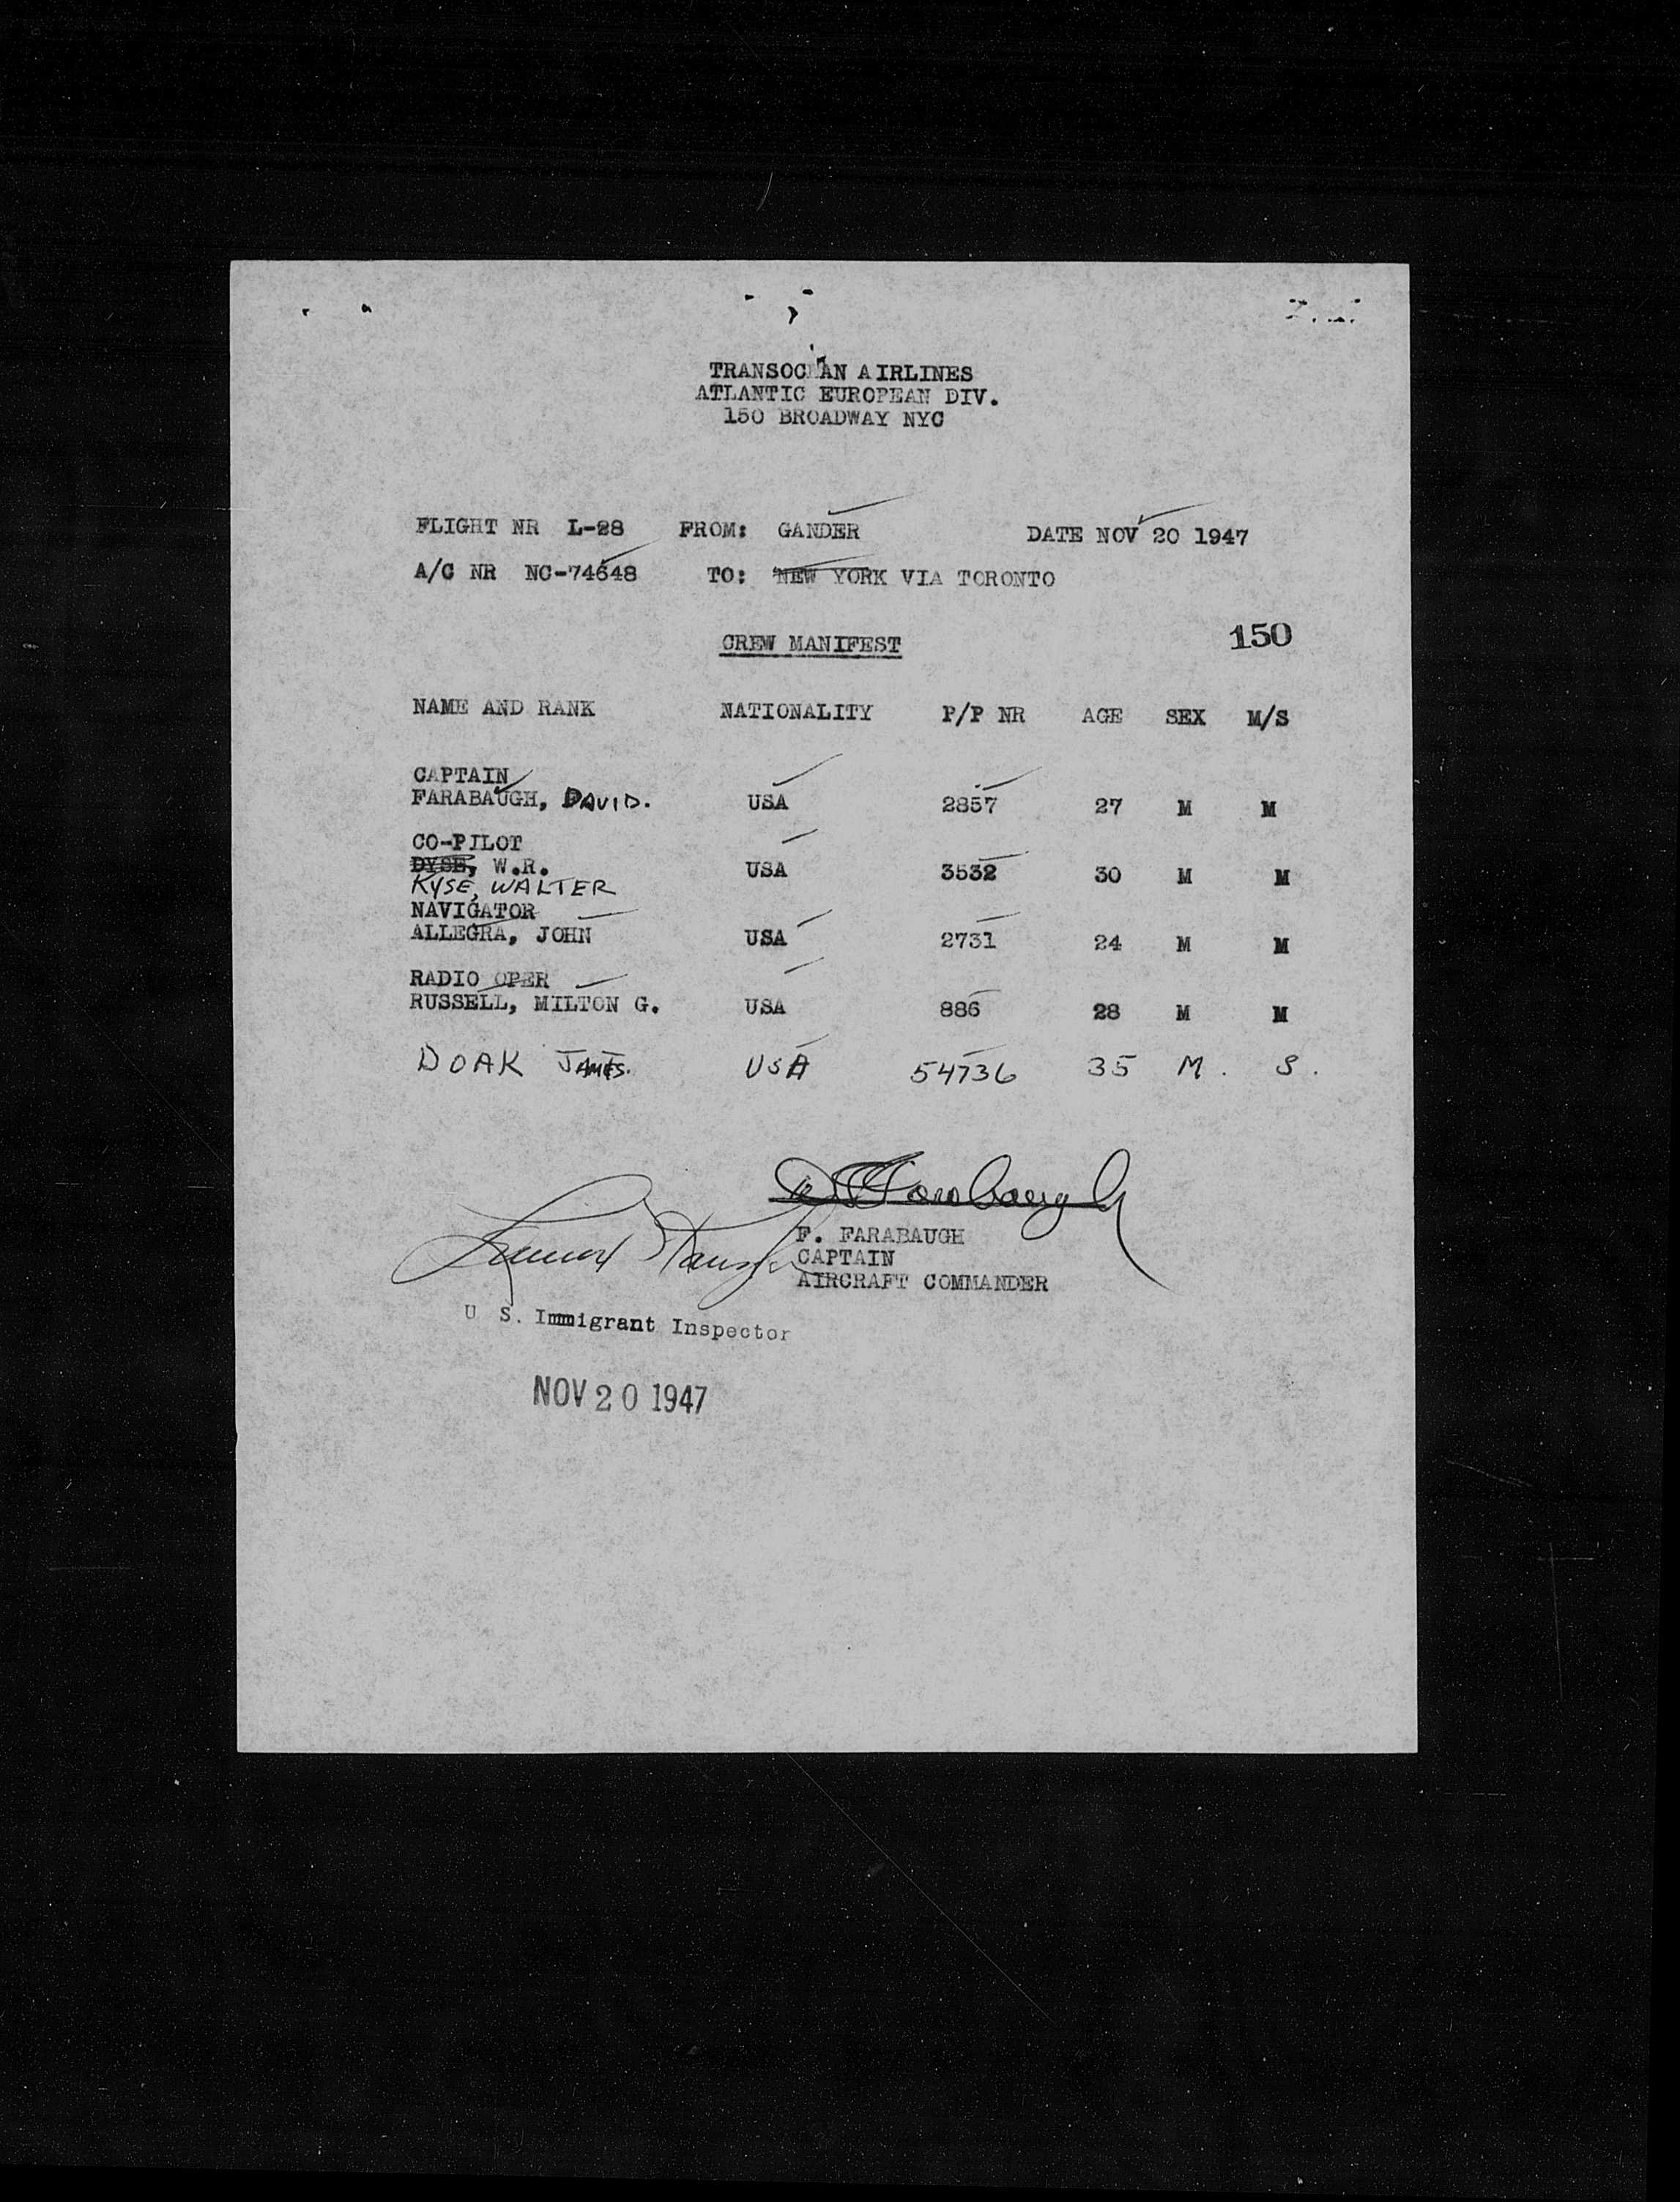 TRANSOCEAN AIRLINES
ATLANTIC EUROPEAN DIV.
150 BROADWAY NYC
FLIGHT NR L-28 FROM: GANDER DATE NOV 20 1947
A/C NR NC-74648 TO: NEW YORK VIA TORONTO
CREW MANIFEST 150
NAME AND RANK NATIONALITY P/P NR AGE SEX M/S
CAPTAIN
FARABAUGH, DAVID. USA 2857 27 M M
CO-PILOT
DYSE, W.R. USA 3532 30 M M
KYSE, WALTER
NAVIGATOR
ALLEGRA, JOHN USA 2731 24 M M
RADIO OPER
RUSSELL, MILTON G. USA 886 28 M M
DOAK JAMES. USA 54736 35 M. S.
D Farabaugh
F. FARABAUGH
CAPTAIN
AIRCRAFT COMMANDER
U S. Immigrant Inspector
NOV 20 1947